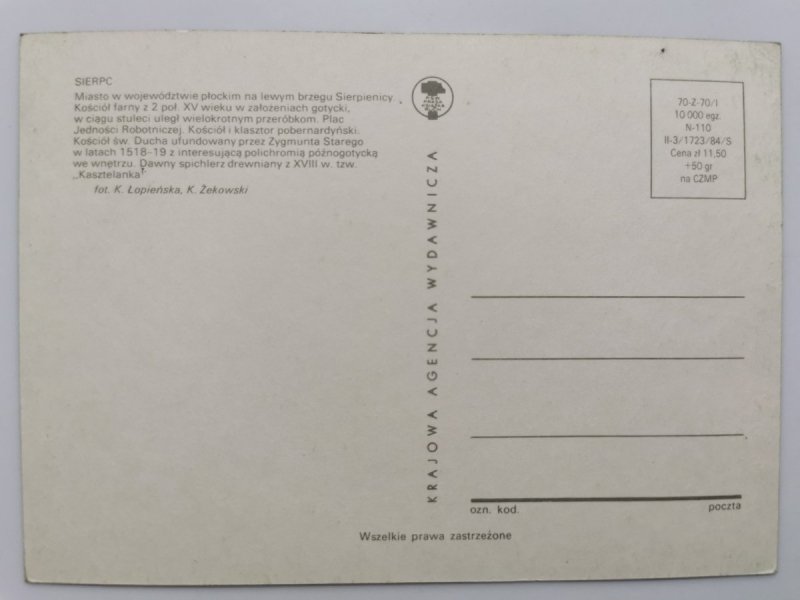 SIERPC
Miasto w województwie płockim na lewym brzegu Sierpienicy.
Kościół farny z 2 poł. XV wieku w założeniach gotycki,
w ciągu stuleci uległ wielokrotnym przeróbkom. Plac
Jedności Robotniczej. Kościół i klasztor pobernardyński.
Kościół św. Ducha ufundowany przez Zygmunta Starego
w latach 1518-19 z interesującą polichromią późnogotycką
we wnętrzu. Dawny spichlerz drewniany z XVIII w. tzw.
„Kasztelanka"
fot. K. Łopieńska, K. Żekowski
KRAJOWA AGENCJA WYDAWNICZA
70-Z-70/I
10 000 egz.
N-110
II-3/1723/84/S
Cena zł 11,50
+50 gr
na CZMP
ozn. kod.
poczta
Wszelkie prawa zastrzeżone